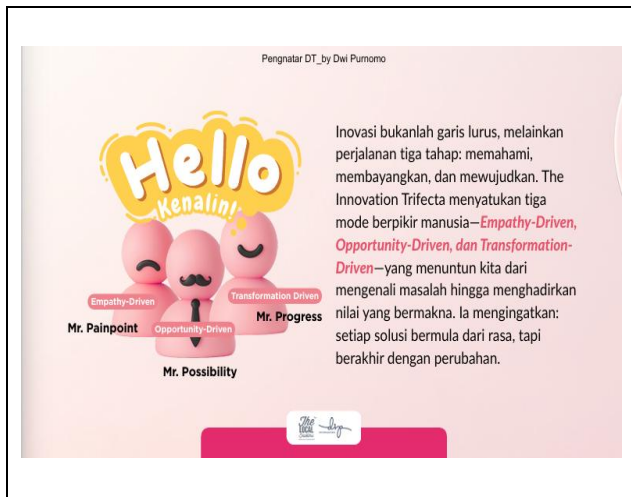 Pengnatar DT_by Dwi Purnomo
Hello
Kenalin!
Empathy-Driven
Mr. Painpoint
Opportunity-Driven
Mr. Possibility
Transformation Driven
Mr. Progress
Inovasi bukanlah garis lurus, melainkan
perjalanan tiga tahap: memahami,
membayangkan, dan mewujudkan. The
Innovation Trifecta menyatukan tiga
mode berpikir manusia—Empathy-Driven,
Opportunity-Driven, dan Transformation-
Driven—yang menuntun kita dari
mengenali masalah hingga menghadirkan
nilai yang bermakna. Ia mengingatkan:
setiap solusi bermula dari rasa, tapi
berakhir dengan perubahan.
The
LOCAL